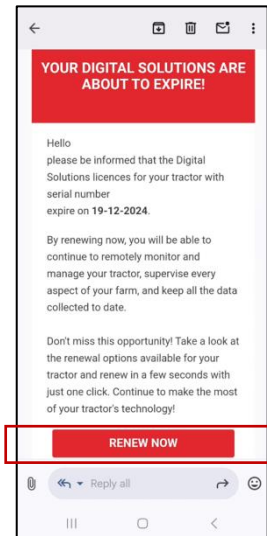 YOUR DIGITAL SOLUTIONS ARE
ABOUT TO EXPIRE!
Hello
please be informed that the Digital
Solutions licences for your tractor with
serial number
expire on 19-12-2024.
By renewing now, you will be able to
continue to remotely monitor and
manage your tractor, supervise every
aspect of your farm, and keep all the data
collected to date.
Don't miss this opportunity! Take a look at
the renewal options available for your
tractor and renew in a few seconds with
just one click. Continue to make the most
of your tractor's technology!
RENEW NOW
Reply all